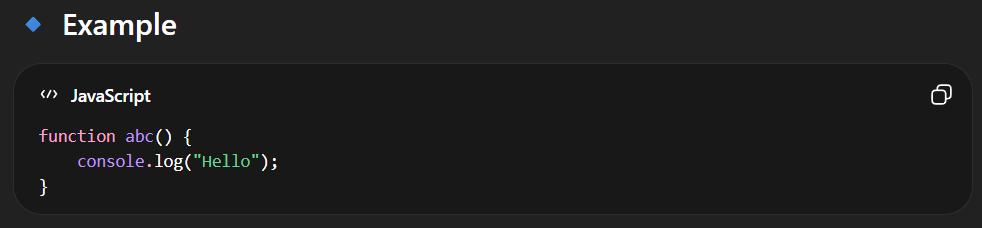 Example
JavaScript
function abc() {
    console.log("Hello");
}